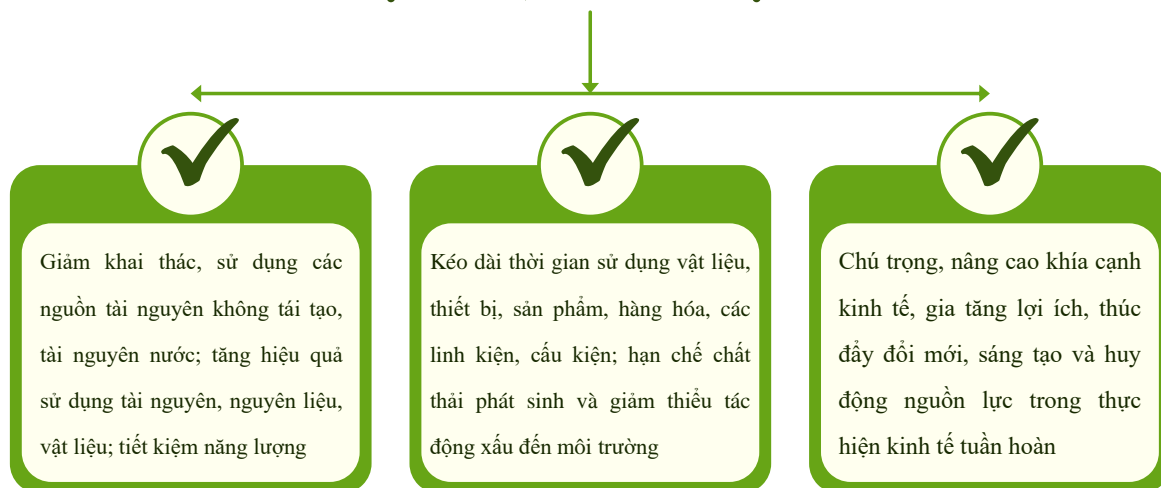 Giảm khai thác, sử dụng các
nguồn tài nguyên không tái tạo,
tài nguyên nước; tăng hiệu quả
sử dụng tài nguyên, nguyên liệu,
vật liệu; tiết kiệm năng lượng
Kéo dài thời gian sử dụng vật liệu,
thiết bị, sản phẩm, hàng hóa, các
linh kiện, cấu kiện; hạn chế chất
thải phát sinh và giảm thiểu tác
động xấu đến môi trường
Chú trọng, nâng cao khía cạnh
kinh tế, gia tăng lợi ích, thúc
đẩy đổi mới, sáng tạo và huy
động nguồn lực trong thực
hiện kinh tế tuần hoàn